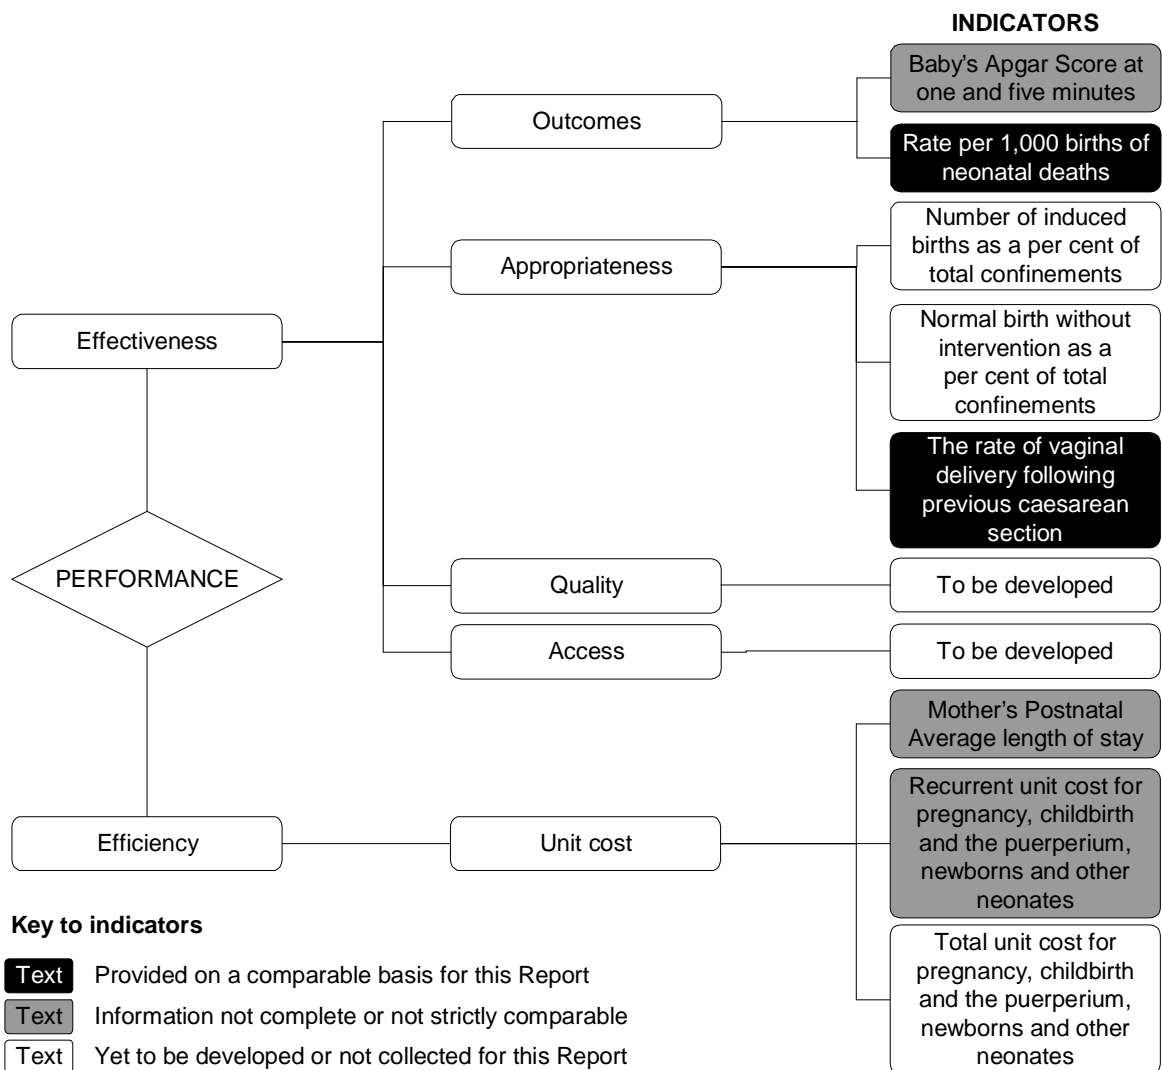 INDICATORS
Baby's Apgar Score at
one and five minutes
Outcomes
Rate per 1,000 births of
neonatal deaths
Number of induced
births as a per cent of
total confinements
Appropriateness
Normal birth without
intervention as a
per cent of total
confinements
Effectiveness
The rate of vaginal
delivery following
previous caesarean
section
PERFORMANCE
Quality
To be developed
Access
To be developed
Mother's Postnatal
Average length of stay
Recurrent unit cost for
pregnancy, childbirth
and the puerperium,
newborns and other
neonates
Efficiency
Unit cost
Total unit cost for
pregnancy, childbirth
and the puerperium,
newborns and other
neonates
Key to indicators
Text Provided on a comparable basis for this Report
Text Information not complete or not strictly comparable
Text Yet to be developed or not collected for this Report